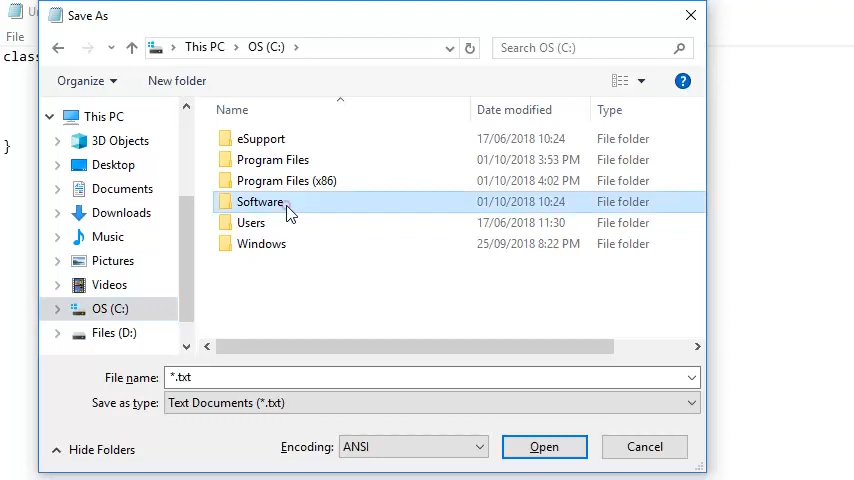 Save As
File
class
}
This PC OS (C:)
Search OS (C:)
Organize New folder
Name Date modified Type
This PC
3D Objects
Desktop
Documents
Downloads
Music
Pictures
Videos
OS (C:)
Files (D:)
eSupport 17/06/2018 10:24 File folder
Program Files 01/10/2018 3:53 PM File folder
Program Files (x86) 01/10/2018 4:02 PM File folder
Software 01/10/2018 10:24 File folder
Users 17/06/2018 11:30 File folder
Windows 25/09/2018 8:22 PM File folder
File name: *.txt
Save as type: Text Documents (*.txt)
Hide Folders Encoding: ANSI Open Cancel